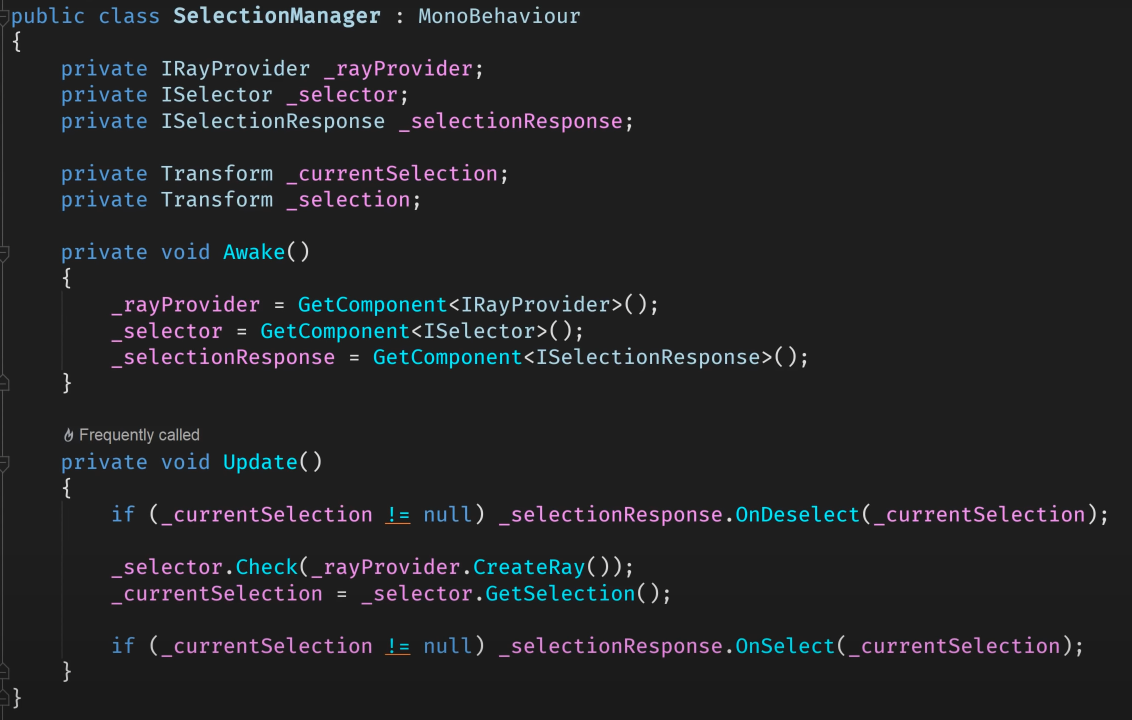 public class SelectionManager : MonoBehaviour
{
    private IRayProvider _rayProvider;
    private ISelector _selector;
    private ISelectionResponse _selectionResponse;

    private Transform _currentSelection;
    private Transform _selection;

    private void Awake()
    {
        _rayProvider = GetComponent<IRayProvider>();
        _selector = GetComponent<ISelector>();
        _selectionResponse = GetComponent<ISelectionResponse>();
    }

    Frequently called
    private void Update()
    {
        if (_currentSelection != null) _selectionResponse.OnDeselect(_currentSelection);

        _selector.Check(_rayProvider.CreateRay());
        _currentSelection = _selector.GetSelection();

        if (_currentSelection != null) _selectionResponse.OnSelect(_currentSelection);
    }
}